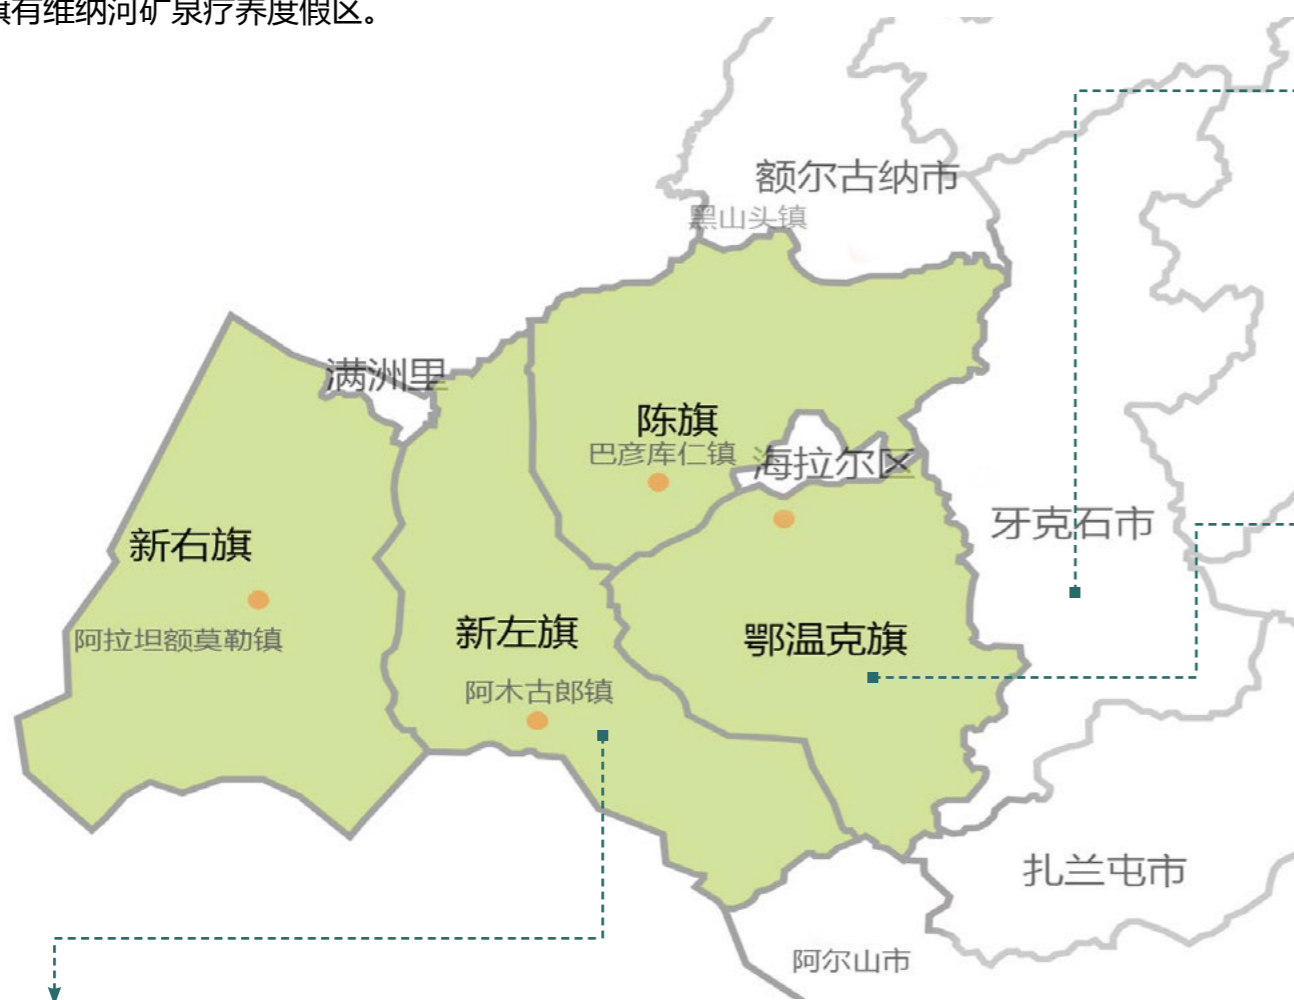 旗有维纳河矿泉疗养度假区。
额尔古纳市
黑山头镇
满洲里
陈旗
巴彦库仁镇
海拉尔区
牙克石市
新右旗
阿拉坦额莫勒镇
新左旗
鄂温克旗
阿木古郎镇
扎兰屯市
阿尔山市